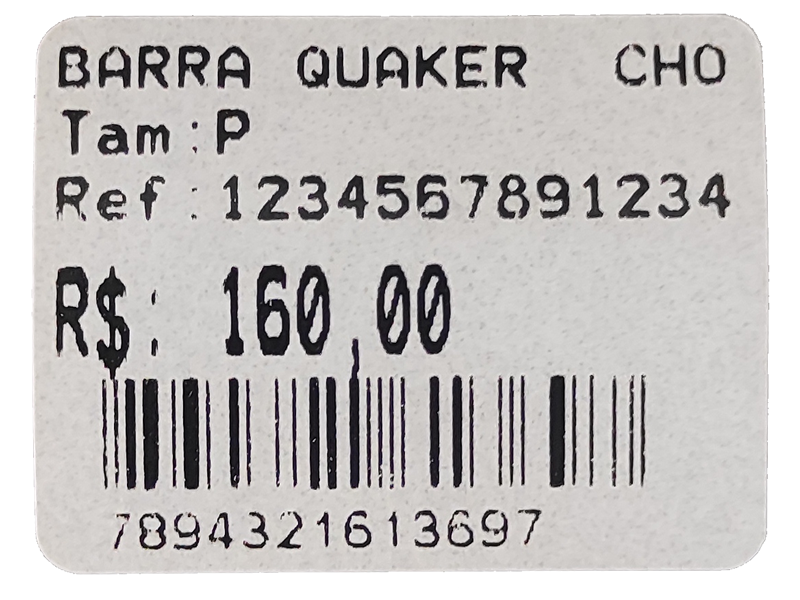 BARRA QUAKER CHO
Tam:P
Ref:1234567891234
R$: 160,00
7894321613697